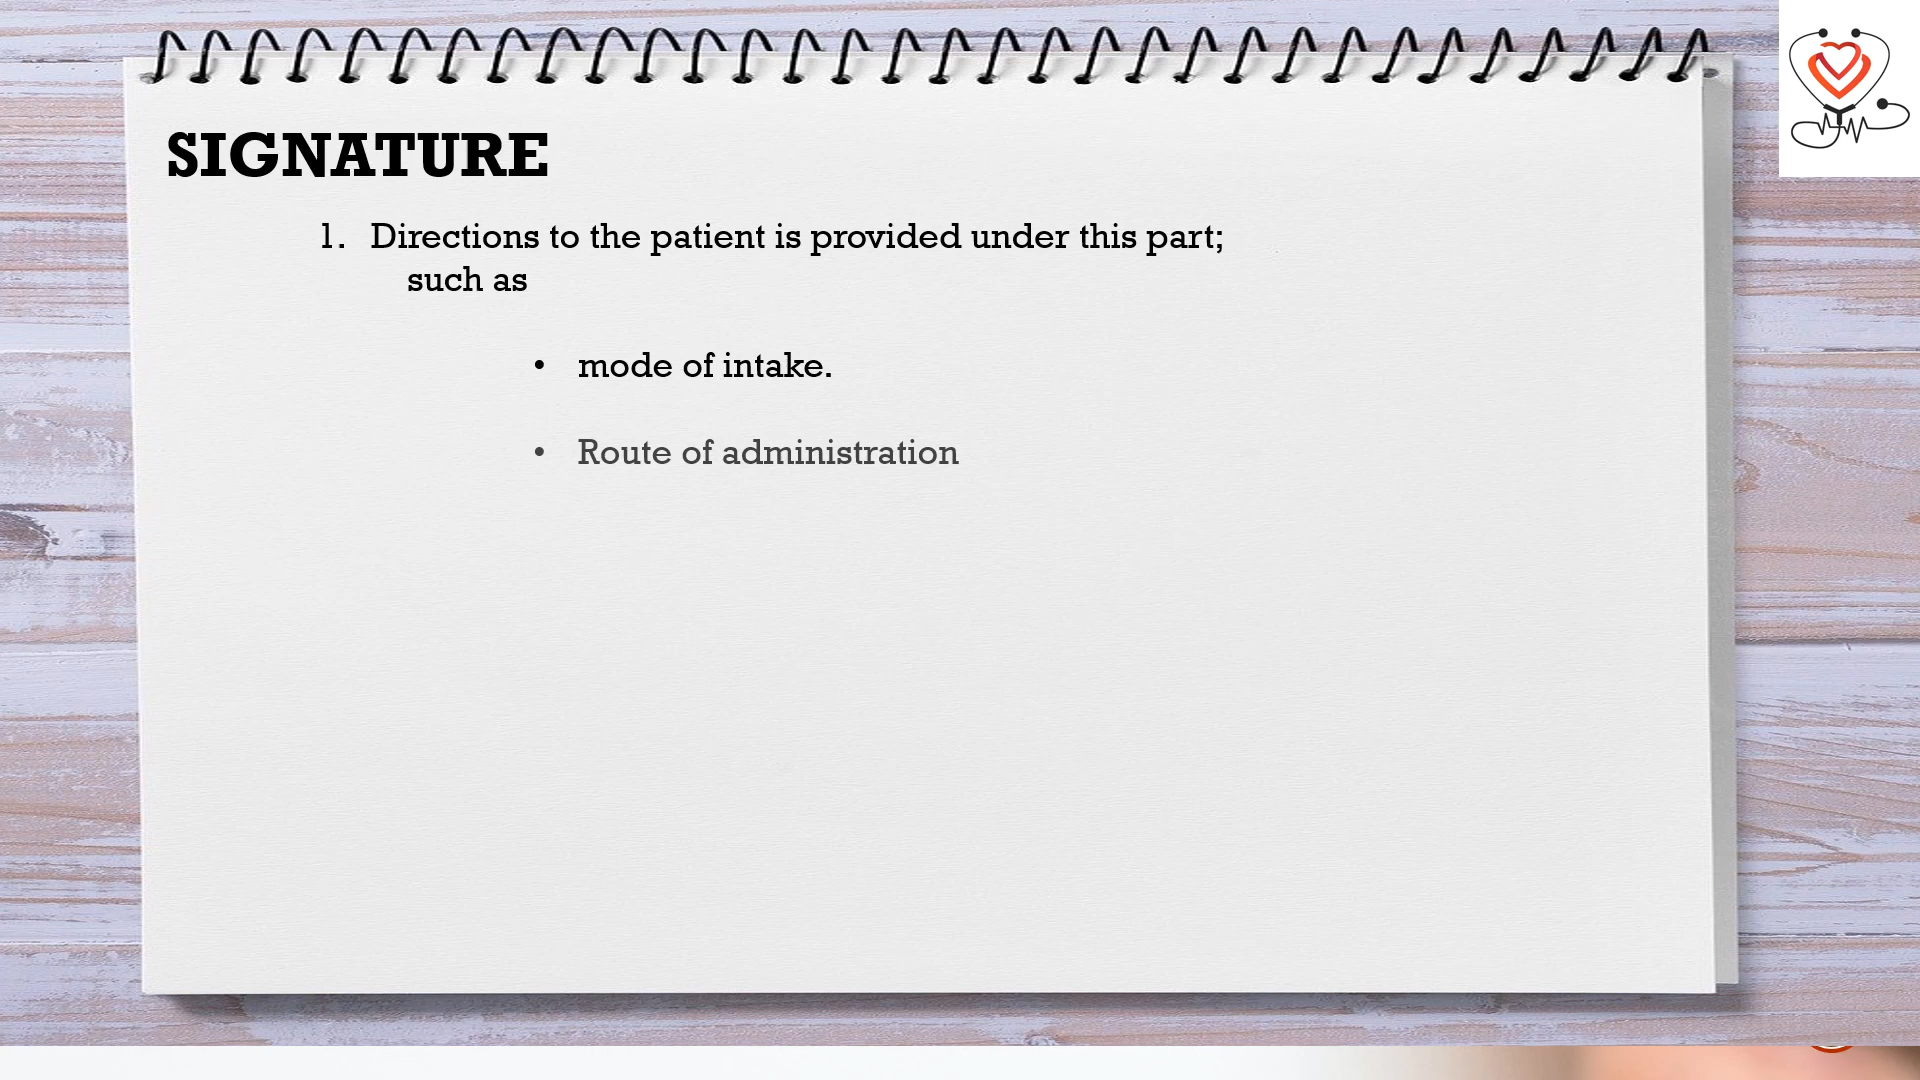 SIGNATURE
1. Directions to the patient is provided under this part;
such as
• mode of intake.
• Route of administration